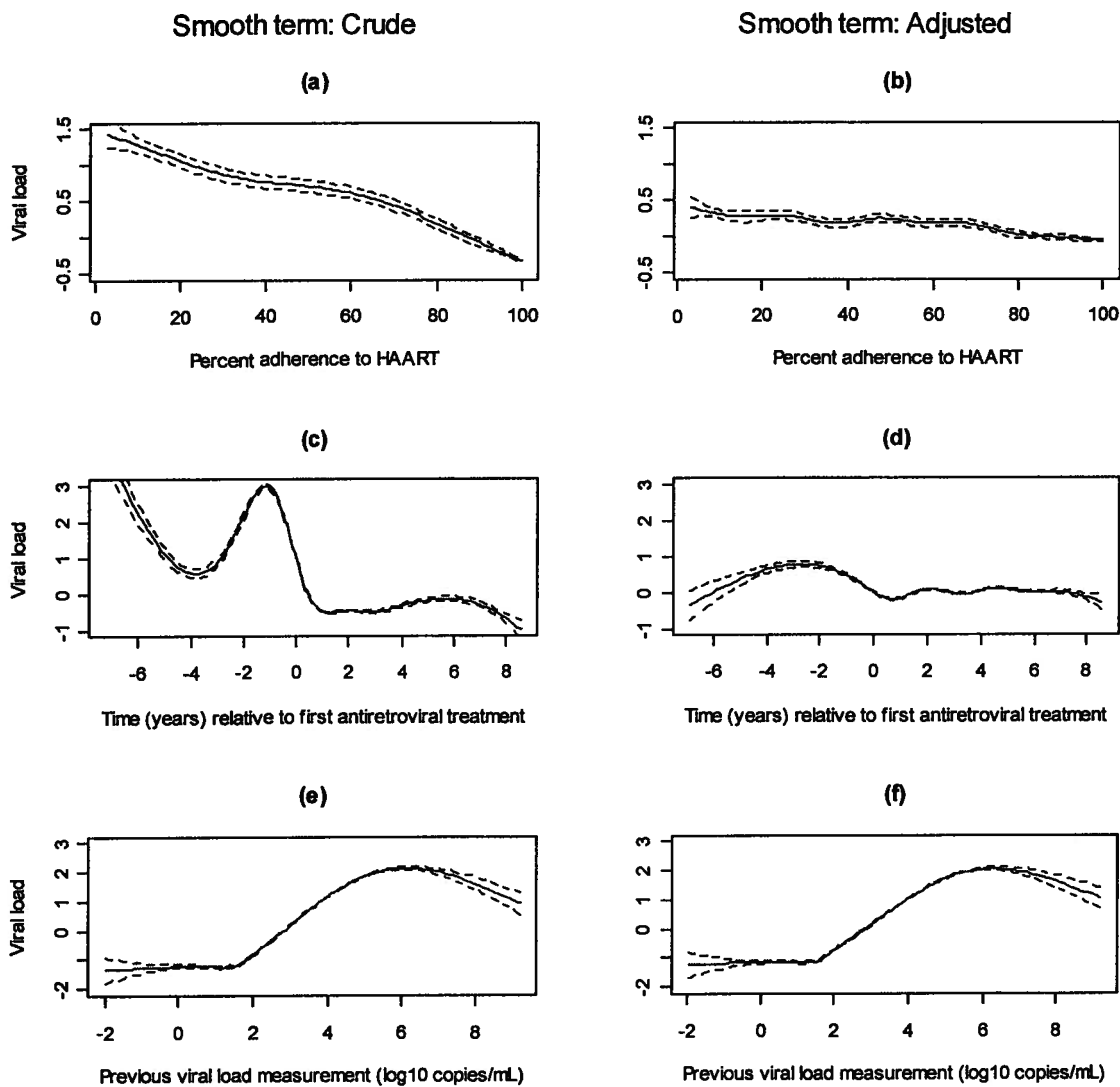 Smooth term: Crude
Smooth term: Adjusted
(a)
(b)
Viral load
1.5
0.5
-0.5
0 20 40 60 80 100
Percent adherence to HAART
1.5
0.5
-0.5
0 20 40 60 80 100
Percent adherence to HAART
(c)
(d)
Viral load
3
2
1
0
-1
-6 -4 -2 0 2 4 6 8
Time (years) relative to first antiretroviral treatment
3
2
1
0
-1
-6 -4 -2 0 2 4 6 8
Time (years) relative to first antiretroviral treatment
(e)
(f)
Viral load
3
2
1
0
-2
-2 0 2 4 6 8
Previous viral load measurement (log10 copies/mL)
3
2
1
0
-2
-2 0 2 4 6 8
Previous viral load measurement (log10 copies/mL)